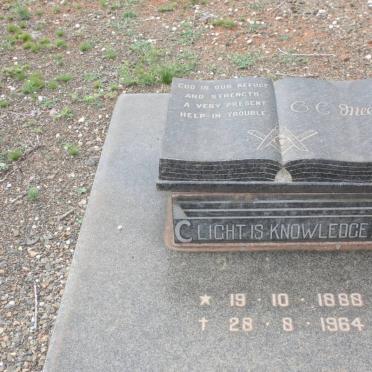 GOD IS OUR REFUGE
AND STRENGTH.
A VERY PRESENT
HELP IN TROUBLE.
C LIGHT IS KNOWLEDGE
★ 19 · 10 · 1888
† 28 · 8 · 1964